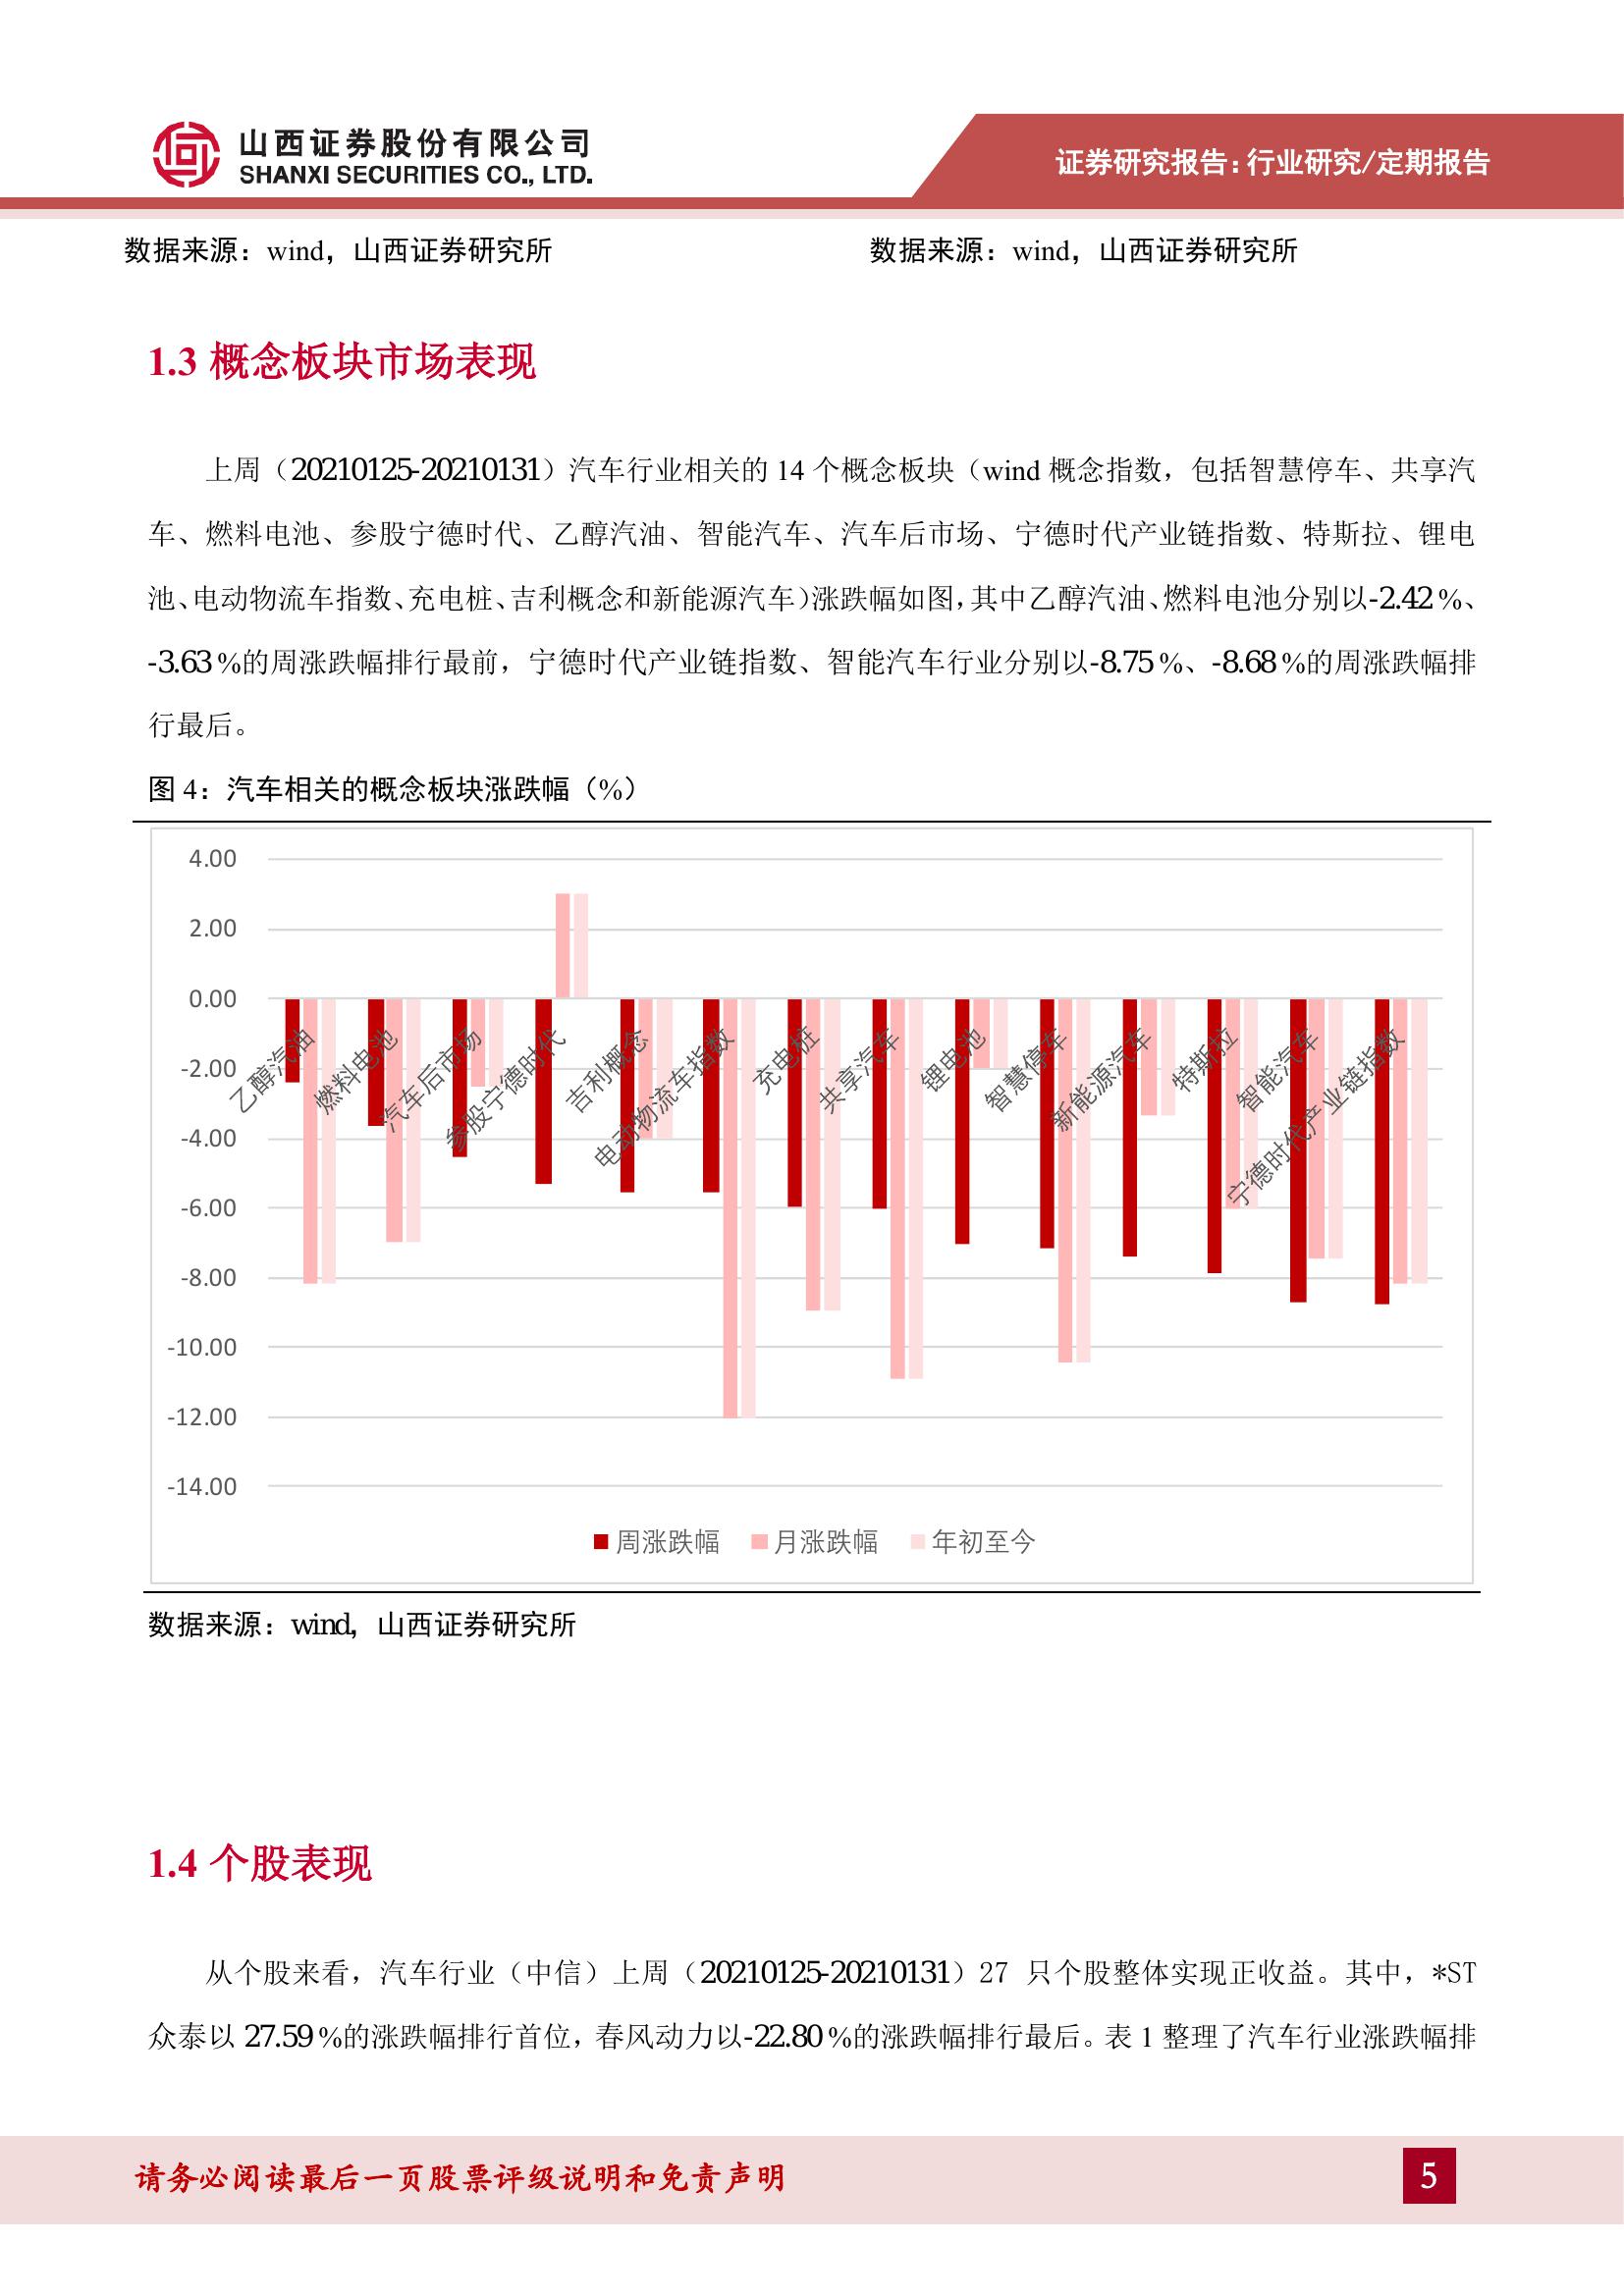 山西证券股份有限公司
SHANXI SECURITIES CO., LTD.
证券研究报告：行业研究/定期报告
数据来源：wind，山西证券研究所
数据来源：wind，山西证券研究所
1.3 概念板块市场表现
上周（20210125-20210131）汽车行业相关的 14 个概念板块（wind 概念指数，包括智慧停车、共享汽
车、燃料电池、参股宁德时代、乙醇汽油、智能汽车、汽车后市场、宁德时代产业链指数、特斯拉、锂电
池、电动物流车指数、充电桩、吉利概念和新能源汽车）涨跌幅如图，其中乙醇汽油、燃料电池分别以-2.42％、
-3.63％的周涨跌幅排行最前，宁德时代产业链指数、智能汽车行业分别以-8.75％、-8.68％的周涨跌幅排
行最后。
图 4：汽车相关的概念板块涨跌幅（%）
4.00
2.00
0.00
-2.00
-4.00
-6.00
-8.00
-10.00
-12.00
-14.00
乙醇汽油
燃料电池
汽车后市场
参股宁德时代
吉利概念
电动物流车指数
充电桩
共享汽车
锂电池
智慧停车
新能源汽车
特斯拉
智能汽车
宁德时代产业链指数
周涨跌幅 月涨跌幅 年初至今
数据来源：wind，山西证券研究所
1.4 个股表现
从个股来看，汽车行业（中信）上周（20210125-20210131）27 只个股整体实现正收益。其中，*ST
众泰以 27.59％的涨跌幅排行首位，春风动力以-22.80％的涨跌幅排行最后。表 1 整理了汽车行业涨跌幅排
请务必阅读最后一页股票评级说明和免责声明
5